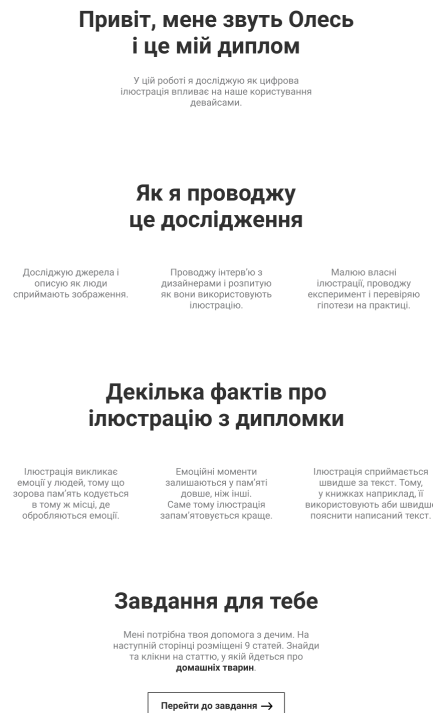 Привіт, мене звуть Олесь
і це мій диплом
У цій роботі я досліджую як цифрова
ілюстрація впливає на наше користування
девайсами.
Як я проводжу
це дослідження
Досліджую джерела і
описую як люди
сприймають зображення.
Проводжу інтерв'ю з
дизайнерами і розпитую
як вони використовують
ілюстрацію.
Малюю власні
ілюстрації, проводжу
експеримент і перевіряю
гіпотези на практиці.
Декілька фактів про
ілюстрацію з дипломки
Ілюстрація викликає
емоції у людей, тому що
зорова пам'ять кодується
в тому ж місці, де
обробляються емоції.
Емоційні моменти
залишаються у пам'яті
довше, ніж інші.
Саме тому ілюстрація
запам'ятовується краще.
Ілюстрація сприймається
швидше за текст. Тому,
у книжках наприклад, її
використовують аби швидше
пояснити написаний текст.
Завдання для тебе
Мені потрібна твоя допомога з дечим. На
наступній сторінці розміщені 9 статей. Знайди
та клікни на статтю, у якій йдеться про
домашніх тварин.
Перейти до завдання →